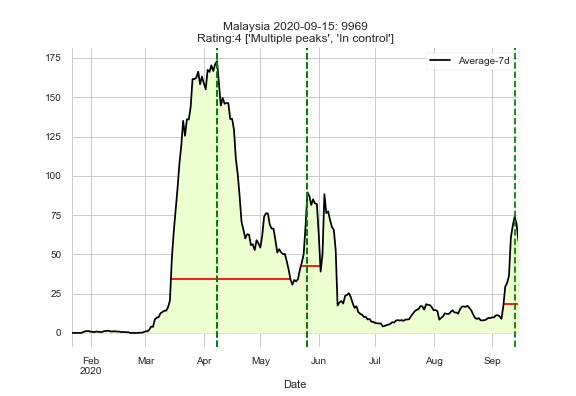 Malaysia 2020-09-15: 9969
Rating:4 ['Multiple peaks', 'In control']
Average-7d
175
150
125
100
75
50
25
0
Feb Mar Apr May Jun Jul Aug Sep
2020
Date